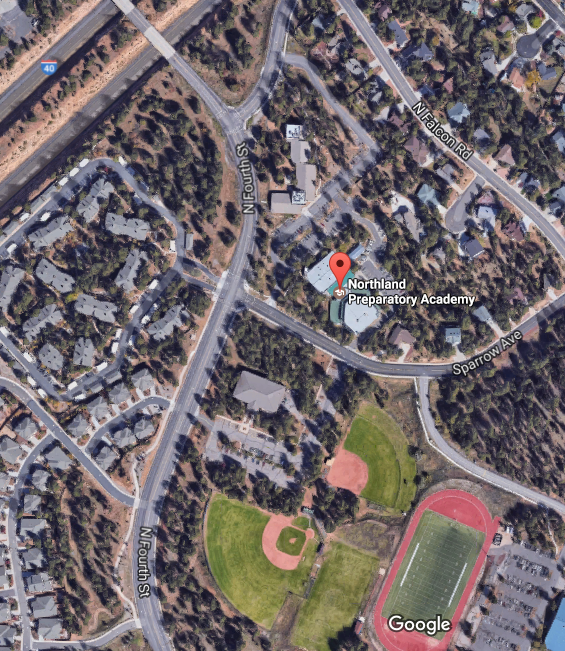 40
N Falcon Rd
N Fourth St
Northland
Preparatory Academy
Sparrow Ave
N Fourth St
Google